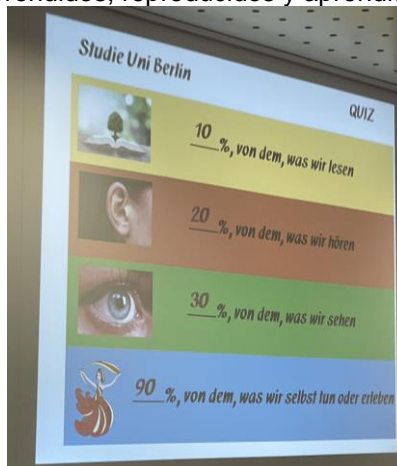 Studie Uni Berlin
QUIZ
10 %, von dem, was wir lesen
20 %, von dem, was wir hören
30 %, von dem, was wir sehen
90 %, von dem, was wir selbst tun oder erleben